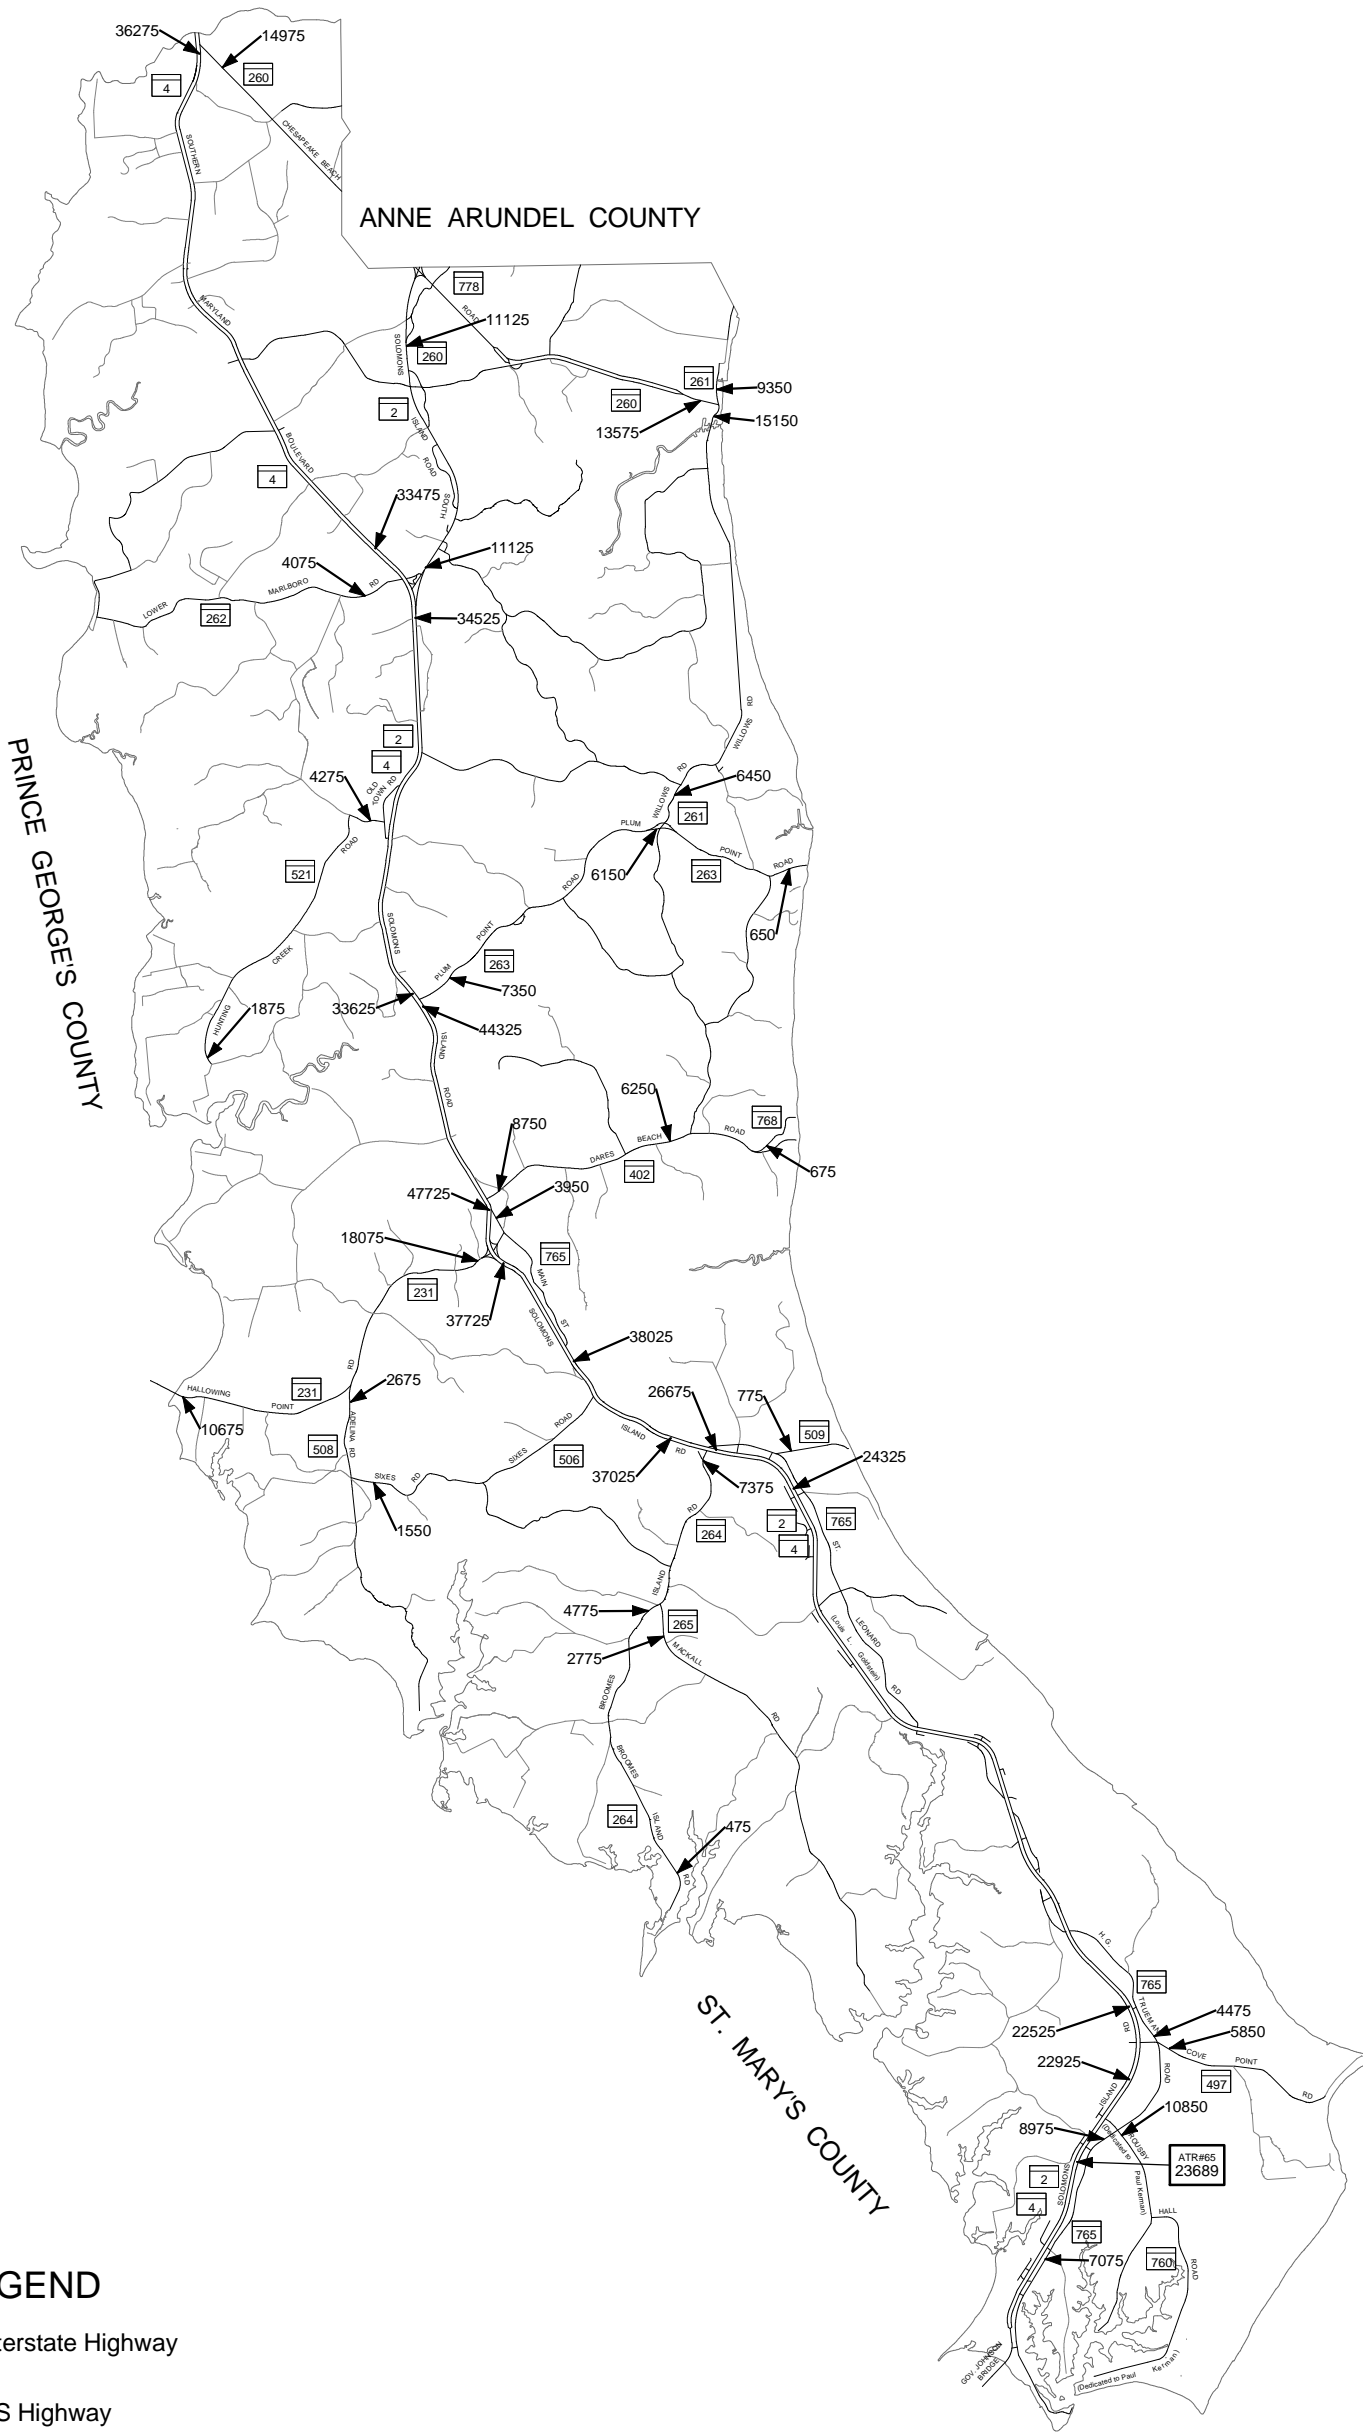 36275
14975
260
4
SOUTHERN
CHESAPEAKE BEACH
ANNE ARUNDEL COUNTY
778
ROAD
MARYLAND
11125
SOLOMONS
260
261
9350
260
2
15150
13575
ISLAND
BOULEVARD
ROAD
4
33475
SOUTH
11125
4075
RD
MARLBORO
LOWER
262
34525
RD
WILLOWS
2
4
PRINCE GEORGE'S COUNTY
4275
OLD
TOWN RD
RD
6450
WILLOWS
261
PLUM
ROAD
POINT
ROAD
521
6150
263
ROAD
SOLOMONS
POINT
650
CREEK
263
PLUM
7350
HUNTING
1875
33625
44325
ISLAND
ROAD
6250
8750
768
BEACH
ROAD
DARES
402
675
47725
3950
18075
765
MAIN
ST
231
37725
SOLOMONS
38025
RD
HALLOWING
231
POINT
2675
26675
775
10675
ADELINA RD
508
ROAD
ISLAND
RD
509
SIXES
506
24325
SIXES
RD
37025
7375
1550
RD
264
2
765
4
ST.
ISLAND
4775
265
(Louis L. Goldstein)
LEONARD
2775
MACKALL
RD
BROOMES
RD
BROOMES
264
ISLAND
475
RD
H.G.
765
ST. MARY'S COUNTY
TRUEMAN
4475
22525
RD
5850
COVE
POINT
22925
ROAD
497
RD
ISLAND
10850
8975
(Dedicated to
ROUSBY
ATR#65
23689
2
SOLOMONS
Paul Kerman)
4
HALL
765
7075
760
ROAD
GEND
GOV. JOHNSON
BRIDGE
(Dedicated to Paul Kerman)
terstate Highway
S Highway